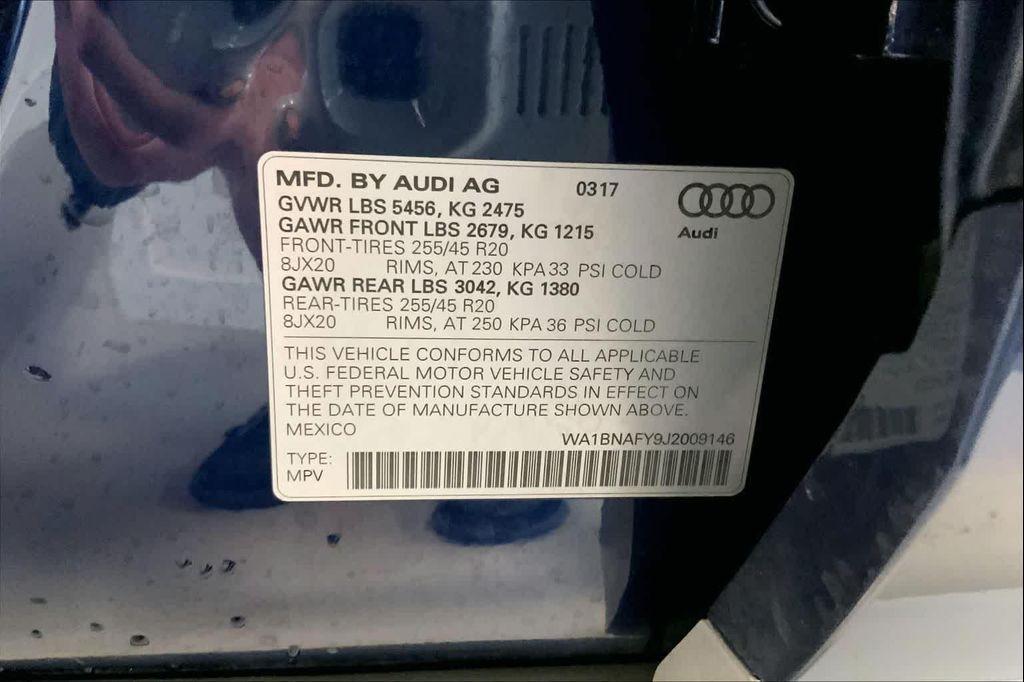 MFD. BY AUDI AG 0317
GVWR LBS 5456, KG 2475
GAWR FRONT LBS 2679, KG 1215
Audi
FRONT-TIRES 255/45 R20
8JX20 RIMS, AT 230 KPA 33 PSI COLD
GAWR REAR LBS 3042, KG 1380
REAR-TIRES 255/45 R20
8JX20 RIMS, AT 250 KPA 36 PSI COLD
THIS VEHICLE CONFORMS TO ALL APPLICABLE
U.S. FEDERAL MOTOR VEHICLE SAFETY AND
THEFT PREVENTION STANDARDS IN EFFECT ON
THE DATE OF MANUFACTURE SHOWN ABOVE.
MEXICO
WA1BNAFY9J2009146
TYPE:
MPV